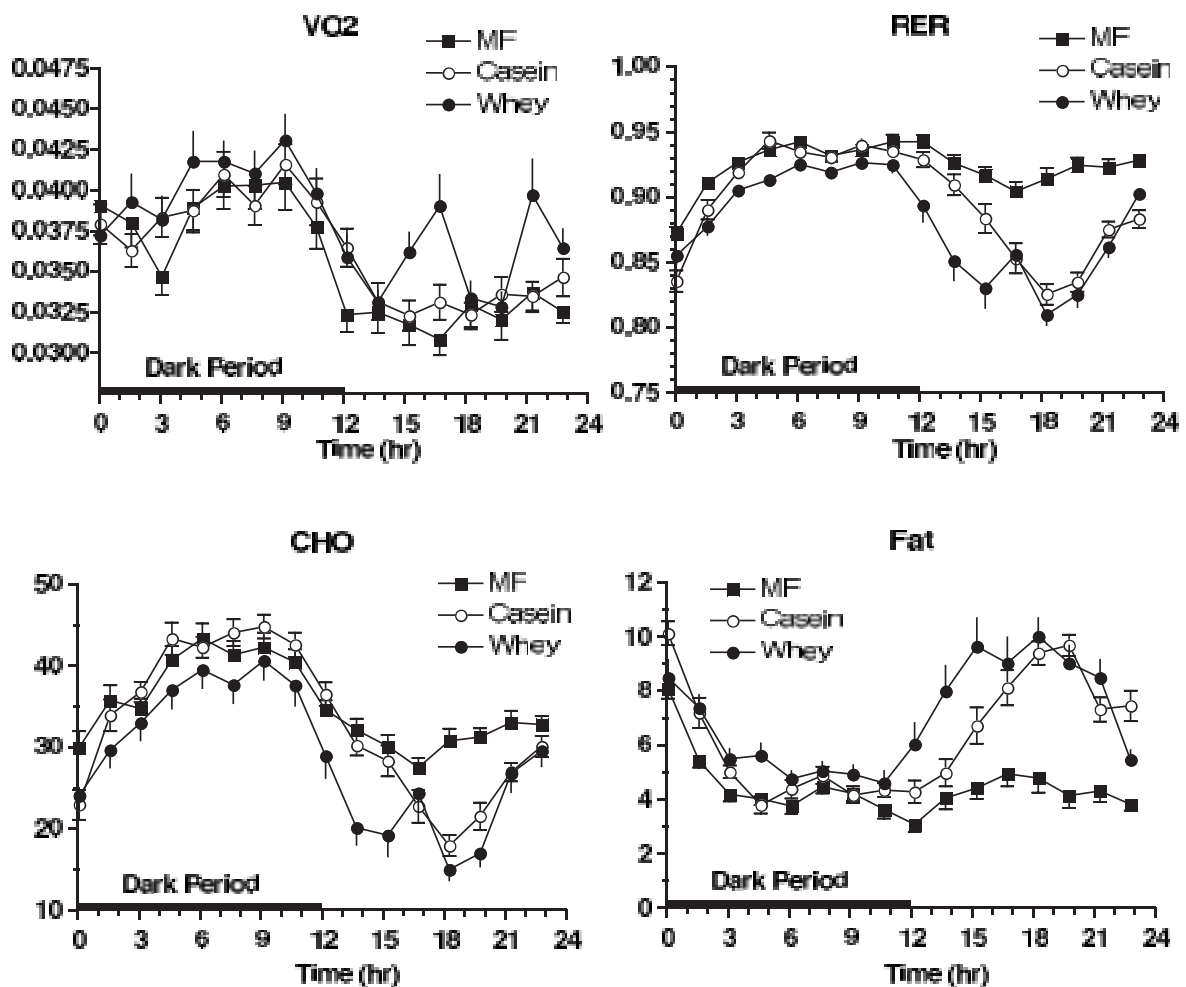 VO2
MF
Casein
Whey
0.0475
0.0450
0.0425
0.0400
0.0375
0.0350
0.0325
0.0300
Dark Period
0 3 6 9 12 15 18 21 24
Time (hr)
RER
MF
Casein
Whey
1.00
0.95
0.90
0.85
0.80
0.75
Dark Period
0 3 6 9 12 15 18 21 24
Time (hr)
CHO
MF
Casein
Whey
50
40
30
20
10
Dark Period
0 3 6 9 12 15 18 21 24
Time (hr)
Fat
MF
Casein
Whey
12
10
8
6
4
2
0
Dark Period
0 3 6 9 12 15 18 21 24
Time (hr)